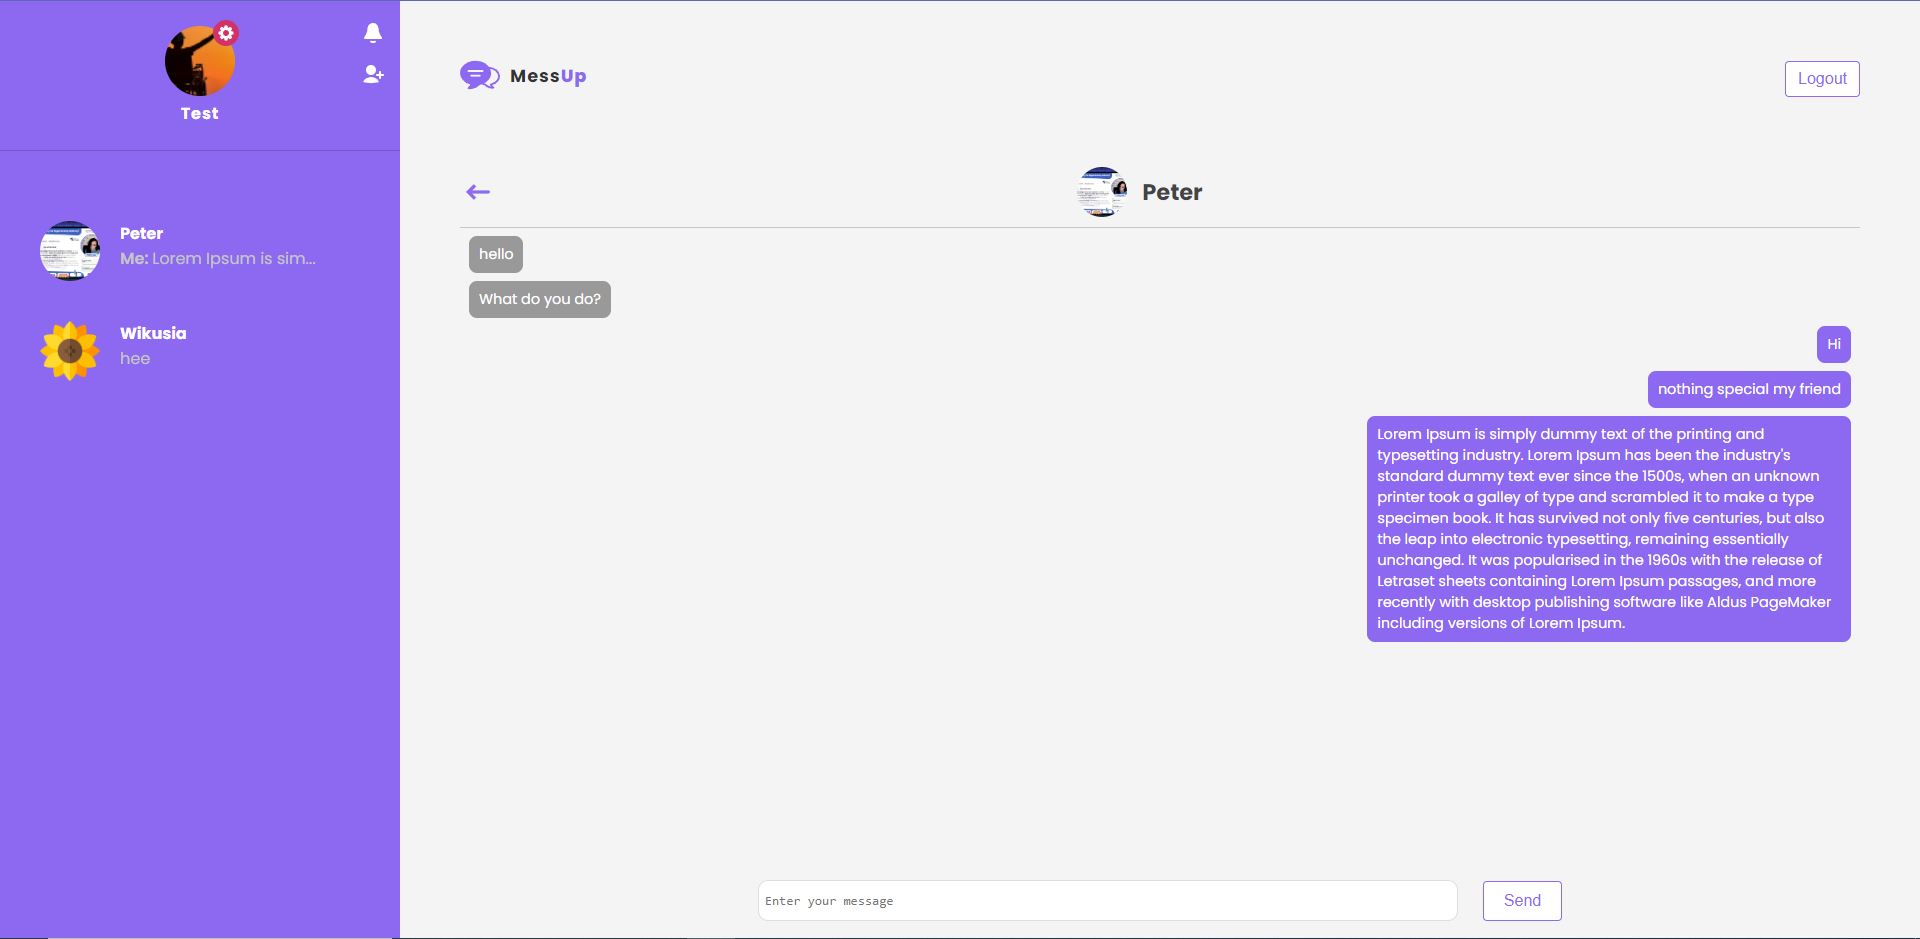 Test
Peter
Me: Lorem Ipsum is sim...
Wikusia
hee
MessUp
Logout
Peter
hello
What do you do?
Hi
nothing special my friend
Lorem Ipsum is simply dummy text of the printing and
typesetting industry. Lorem Ipsum has been the industry's
standard dummy text ever since the 1500s, when an unknown
printer took a galley of type and scrambled it to make a type
specimen book. It has survived not only five centuries, but also
the leap into electronic typesetting, remaining essentially
unchanged. It was popularised in the 1960s with the release of
Letraset sheets containing Lorem Ipsum passages, and more
recently with desktop publishing software like Aldus PageMaker
including versions of Lorem Ipsum.
Enter your message
Send